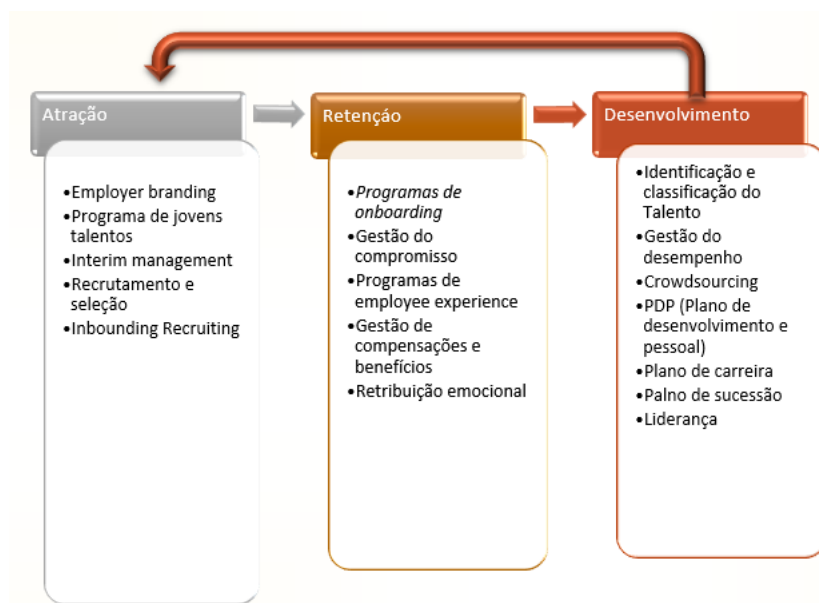 Atração
•Employer branding
•Programa de jovens
talentos
•Interim management
•Recrutamento e
seleção
•Inbounding Recruiting
Retenção
•Programas de
onboarding
•Gestão do
compromisso
•Programas de
employee experience
•Gestão de
compensações e
benefícios
•Retribuição emocional
Desenvolvimento
•Identificação e
classificação do
Talento
•Gestão do
desempenho
•Crowdsourcing
•PDP (Plano de
desenvolvimento e
pessoal)
•Plano de carreira
•Palno de sucessão
•Liderança